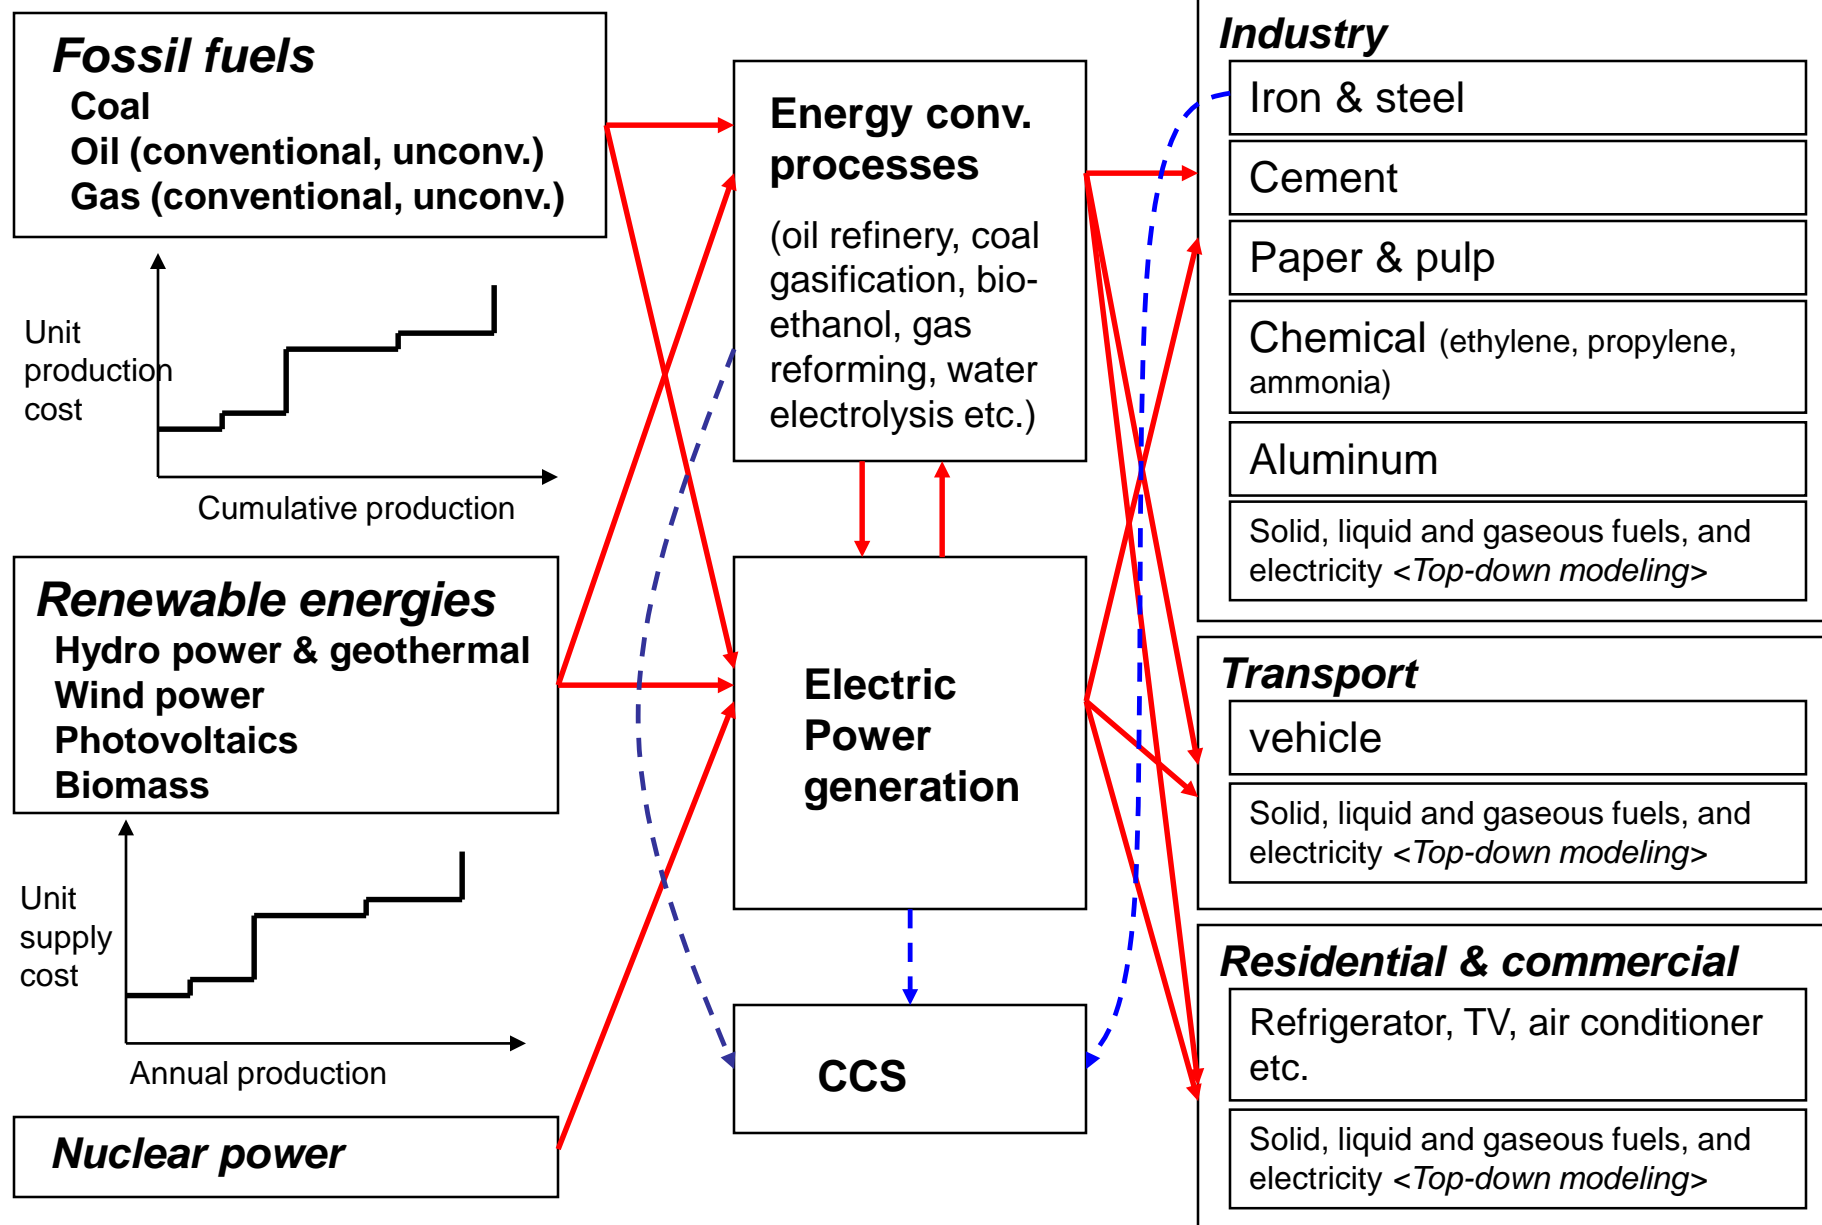 Fossil fuels
Coal
Oil (conventional, unconv.)
Gas (conventional, unconv.)
Unit
production
cost
Cumulative production
Renewable energies
Hydro power & geothermal
Wind power
Photovoltaics
Biomass
Unit
supply
cost
Annual production
Nuclear power
Energy conv.
processes
(oil refinery, coal
gasification, bio-
ethanol, gas
reforming, water
electrolysis etc.)
Electric
Power
generation
CCS
Industry
Iron & steel
Cement
Paper & pulp
Chemical (ethylene, propylene,
ammonia)
Aluminum
Solid, liquid and gaseous fuels, and
electricity <Top-down modeling>
Transport
vehicle
Solid, liquid and gaseous fuels, and
electricity <Top-down modeling>
Residential & commercial
Refrigerator, TV, air conditioner
etc.
Solid, liquid and gaseous fuels, and
electricity <Top-down modeling>